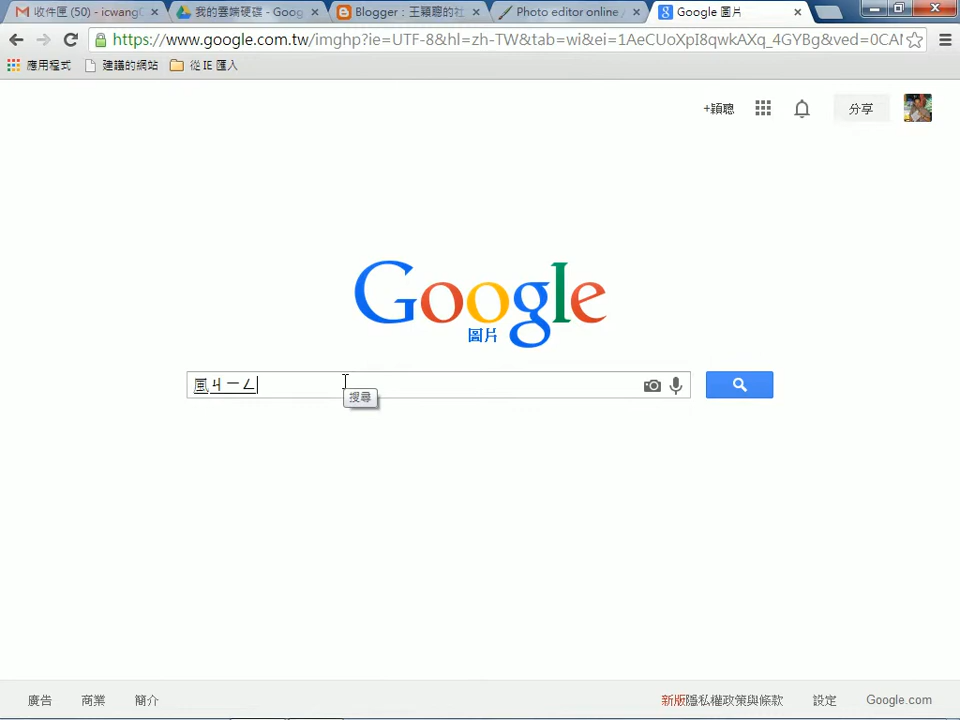 收件匣 (50) - icwang
我的雲端硬碟 - Goog
Blogger：王穎聰的社
Photo editor online /
Google 圖片
https://www.google.com.tw/imghp?ie=UTF-8&hl=zh-TW&tab=wi&ei=1AeCUoXpI8qwkAXq_4GYBg&ved=0CAI
應用程式
建議的網站
從 IE 匯入
+穎聰
分享
Google
圖片
ㄐㄧㄥ
搜尋
廣告
商業
簡介
新版隱私權政策與條款
設定
Google.com